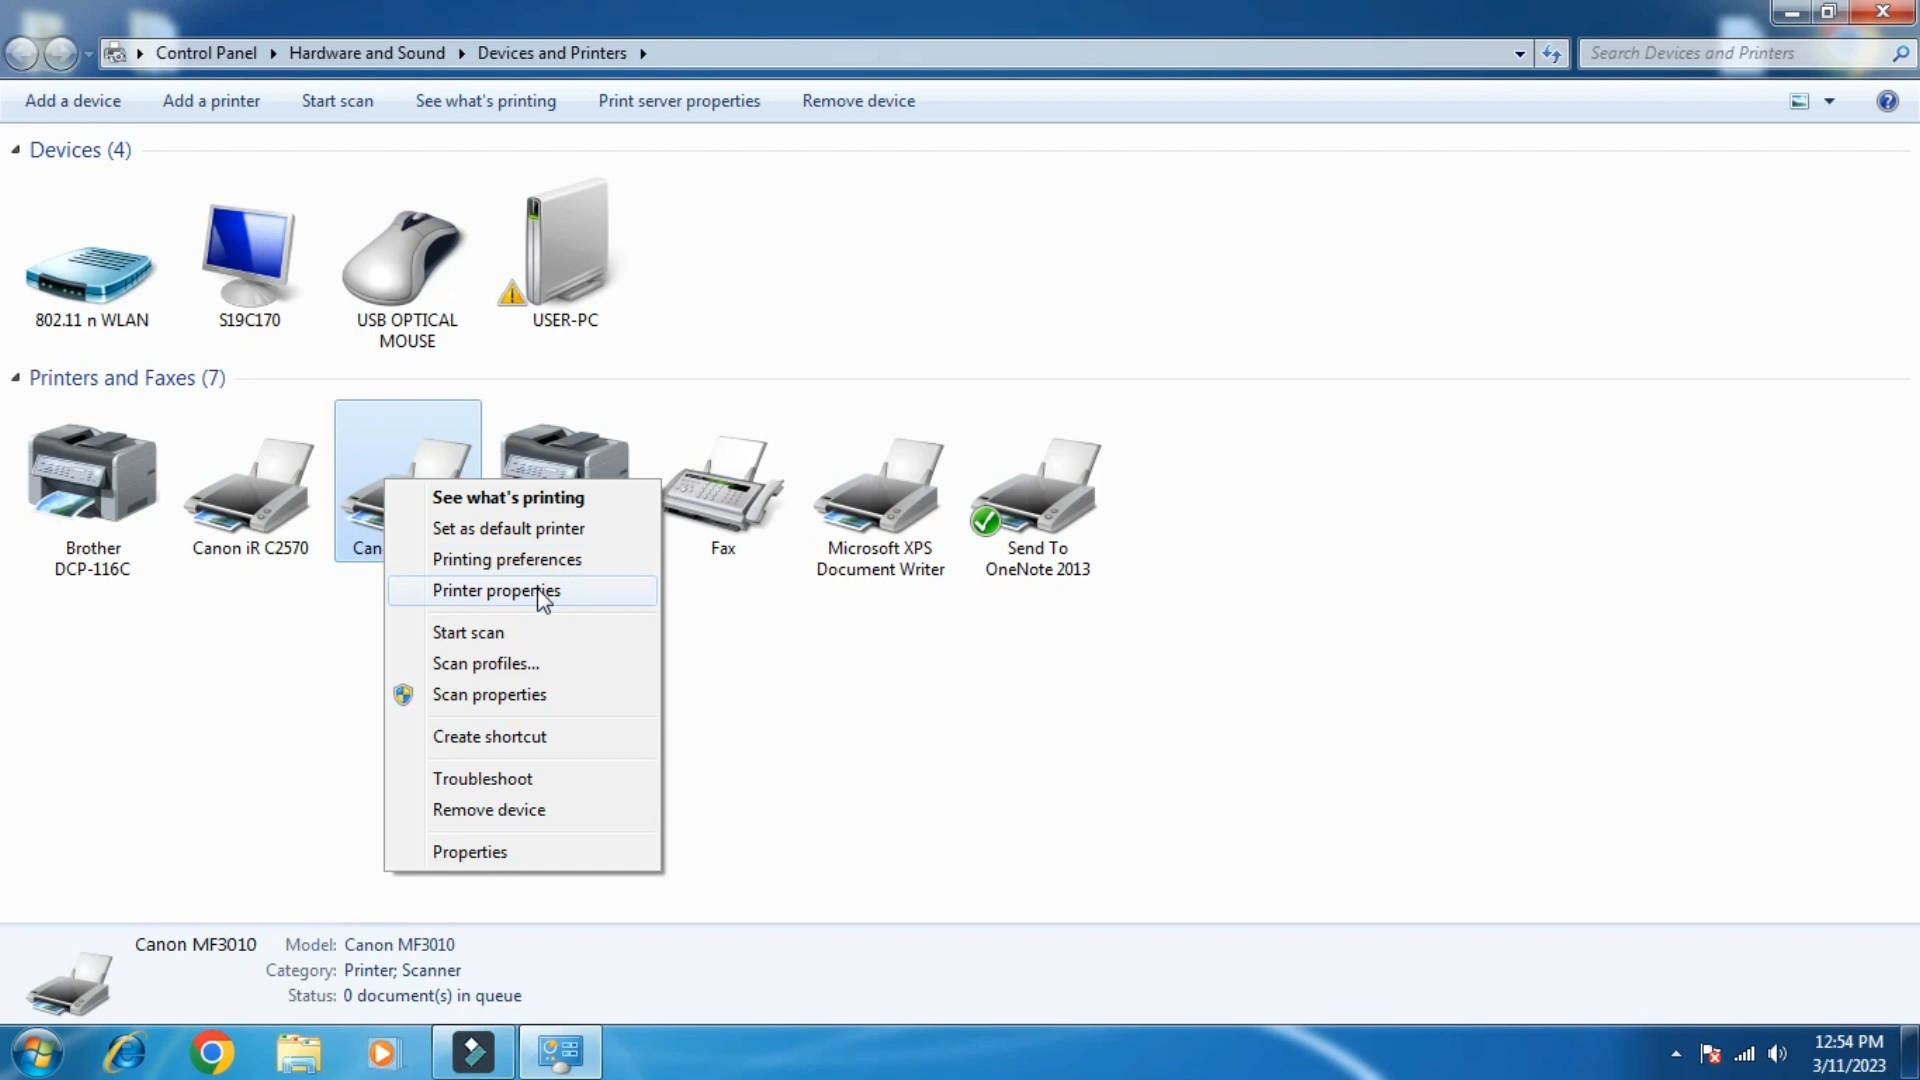 Control Panel Hardware and Sound Devices and Printers
Search Devices and Printers
Add a device Add a printer Start scan See what's printing Print server properties Remove device
Devices (4)
802.11 n WLAN
S19C170
USB OPTICAL
MOUSE
USER-PC
Printers and Faxes (7)
Brother
DCP-116C
Canon iR C2570
Can
Fax
Microsoft XPS
Document Writer
Send To
OneNote 2013
See what's printing
Set as default printer
Printing preferences
Printer properties
Start scan
Scan profiles...
Scan properties
Create shortcut
Troubleshoot
Remove device
Properties
Canon MF3010 Model: Canon MF3010
Category: Printer; Scanner
Status: 0 document(s) in queue
12:54 PM
3/11/2023